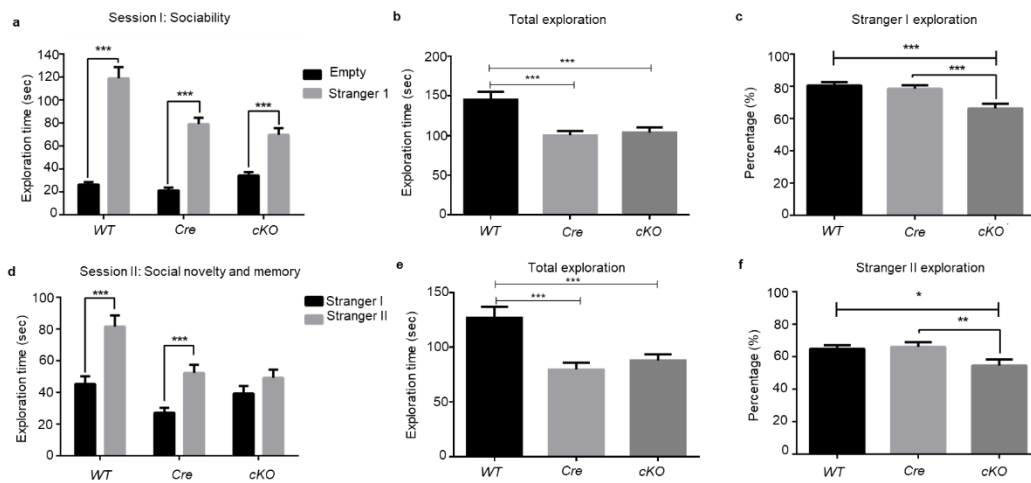 a
Session I: Sociability
Exploration time (sec)
140
120
100
80
60
40
20
0
***
***
***
Empty
Stranger 1
WT
Cre
cKO
b
Total exploration
Exploration time (sec)
200
150
100
50
0
***
***
WT
Cre
cKO
c
Stranger I exploration
Percentage (%)
100
80
60
40
20
0
***
***
WT
Cre
cKO
d
Session II: Social novelty and memory
Exploration time (sec)
100
80
60
40
20
0
***
***
Stranger I
Stranger II
WT
Cre
cKO
e
Total exploration
Exploration time (sec)
150
100
50
0
***
***
WT
Cre
cKO
f
Stranger II exploration
Percentage (%)
100
80
60
40
20
0
*
**
WT
Cre
cKO